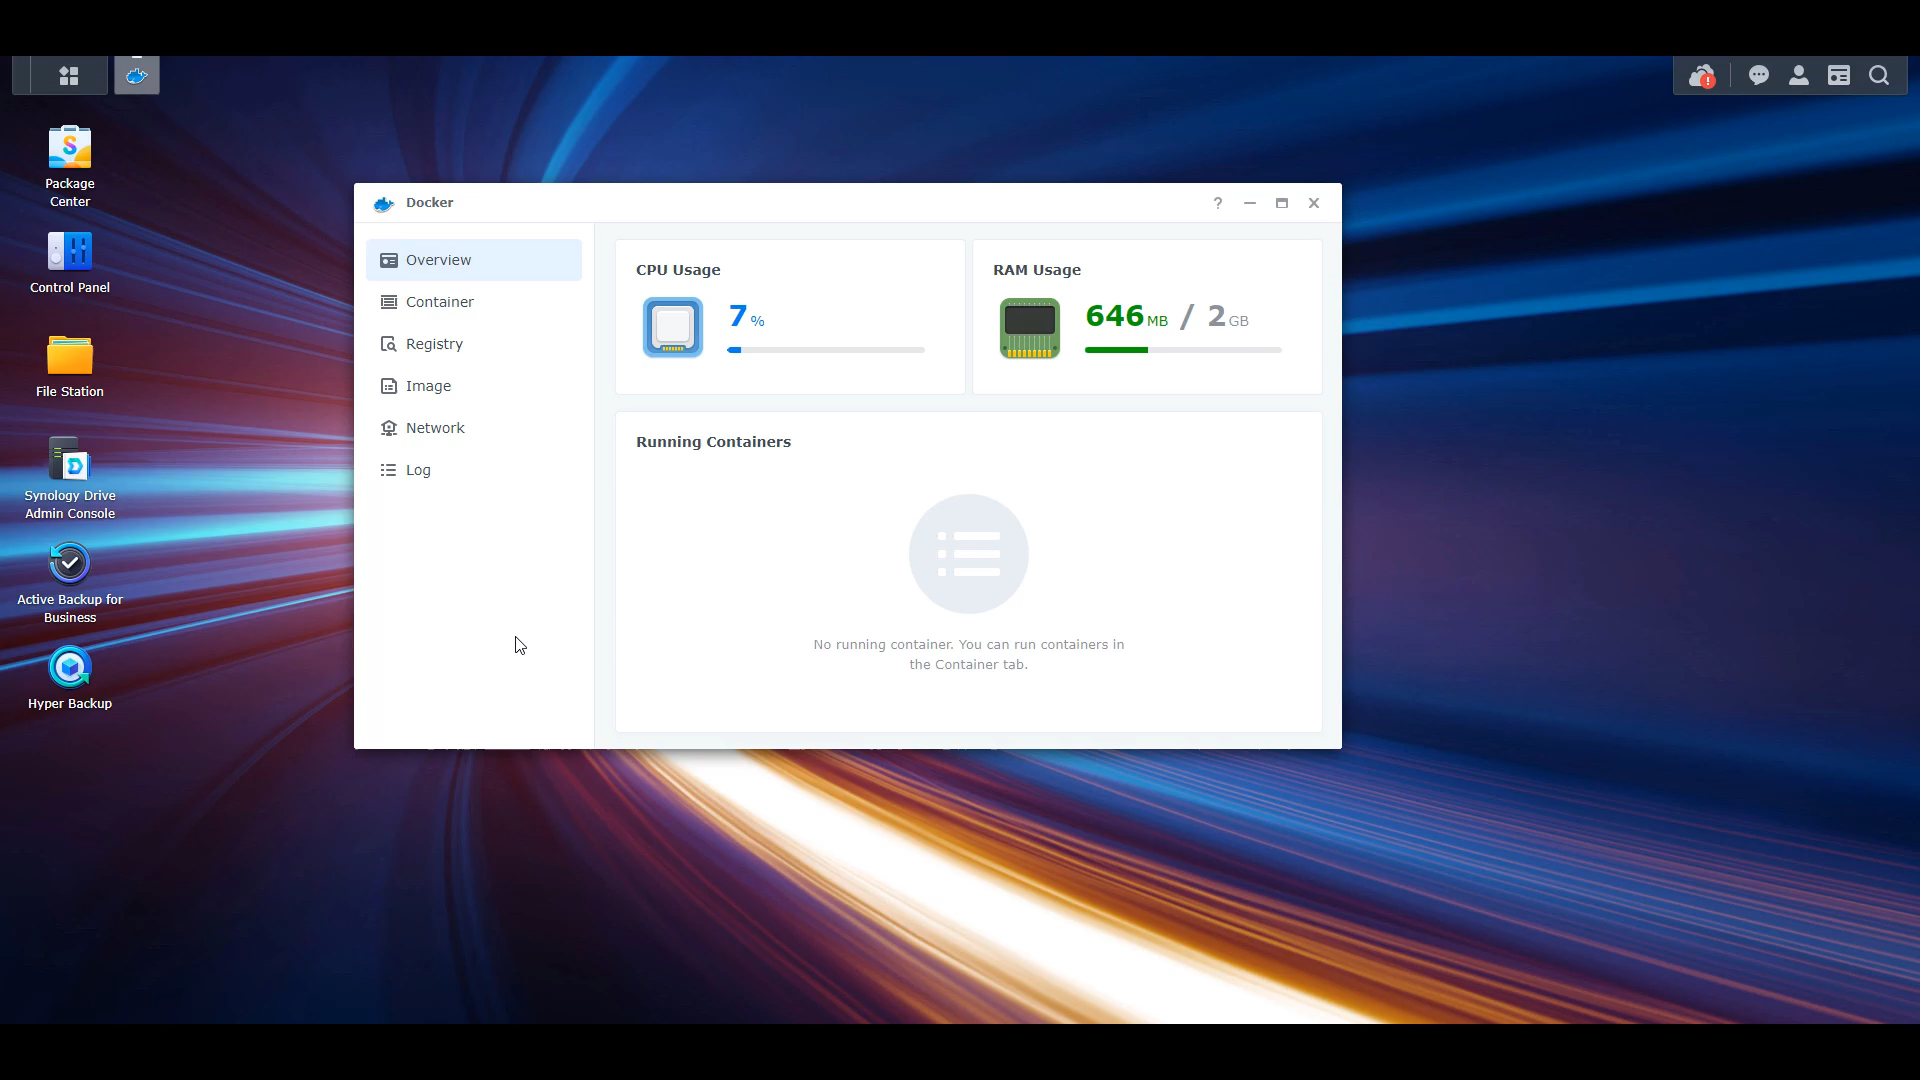 Package
Center
Control Panel
File Station
Synology Drive
Admin Console
Active Backup for
Business
Hyper Backup
Docker
?
Overview
Container
Registry
Image
Network
Log
CPU Usage
7 %
RAM Usage
646 MB / 2 GB
Running Containers
No running container. You can run containers in
the Container tab.